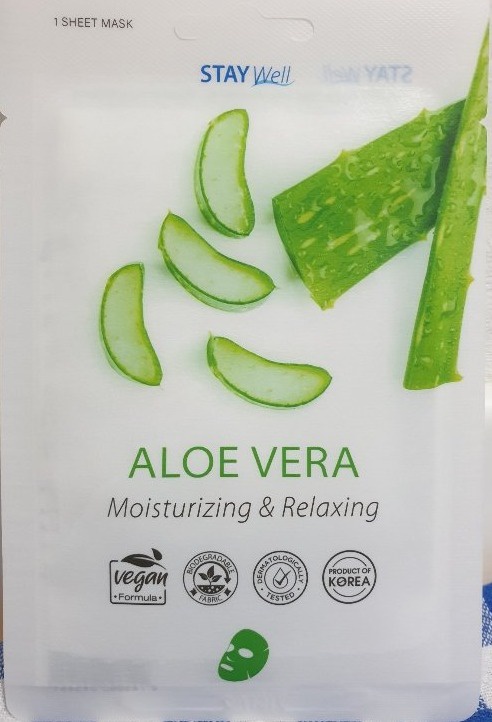 1 SHEET MASK
STAY Well
ALOE VERA
Moisturizing & Relaxing
vegan
• Formula •
BIODEGRADABLE
FABRIC
DERMATOLOGICALLY
• TESTED •
PRODUCT OF
KOREA